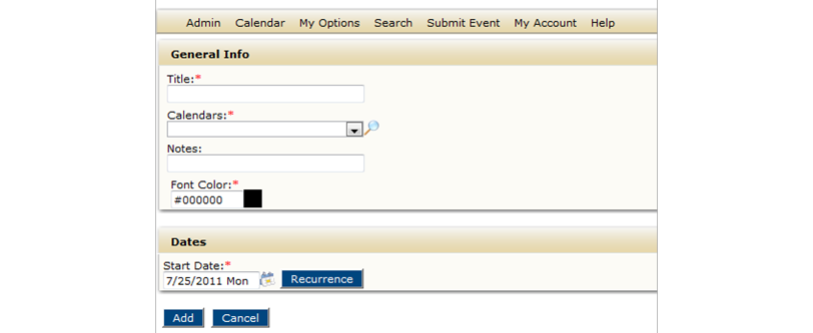 Admin Calendar My Options Search Submit Event My Account Help
General Info
Title:*
Calendars:*
Notes:
Font Color:*
#000000
Dates
Start Date:*
7/25/2011 Mon Recurrence
Add Cancel